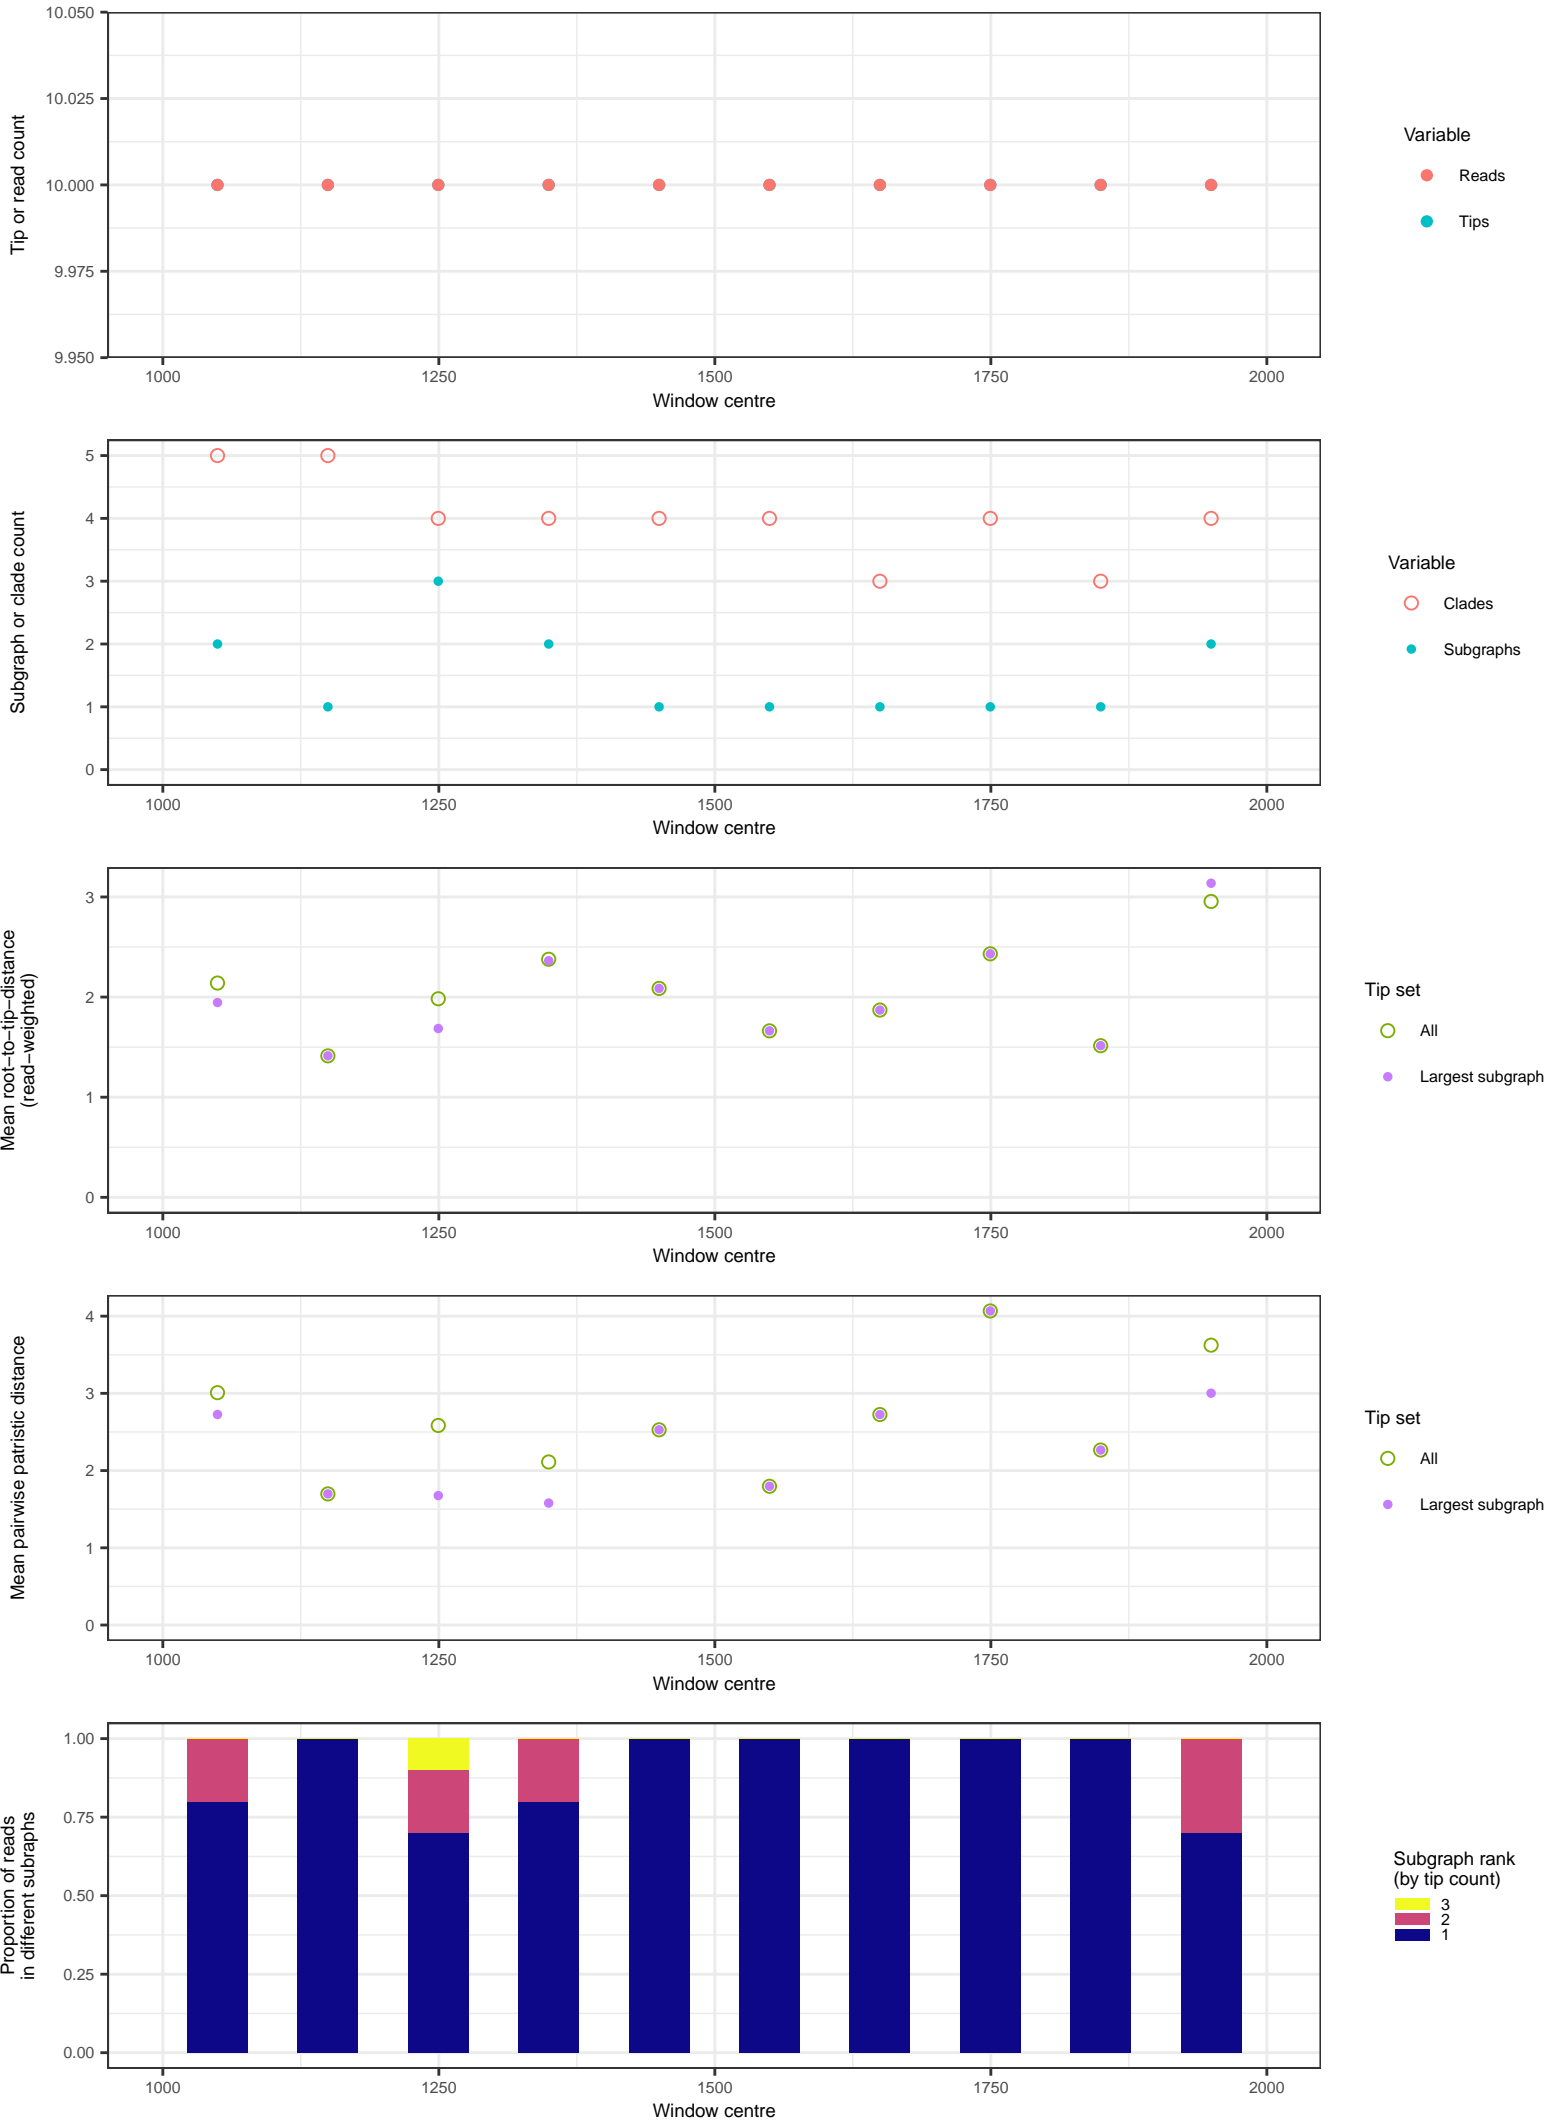 10.050
10.025
10.000
9.975
9.950
Tip or read count
1000 1250 1500 1750 2000
Window centre
Variable
Reads
Tips
5
4
3
2
1
0
Subgraph or clade count
1000 1250 1500 1750 2000
Window centre
Variable
Clades
Subgraphs
3
2
1
0
Mean root−to−tip−distance
(read−weighted)
1000 1250 1500 1750 2000
Window centre
Tip set
All
Largest subgraph
4
3
2
1
0
Mean pairwise patristic distance
1000 1250 1500 1750 2000
Window centre
Tip set
All
Largest subgraph
1.00
0.75
0.50
0.25
0.00
Proportion of reads
in different subraphs
1000 1250 1500 1750 2000
Window centre
Subgraph rank
(by tip count)
3
2
1